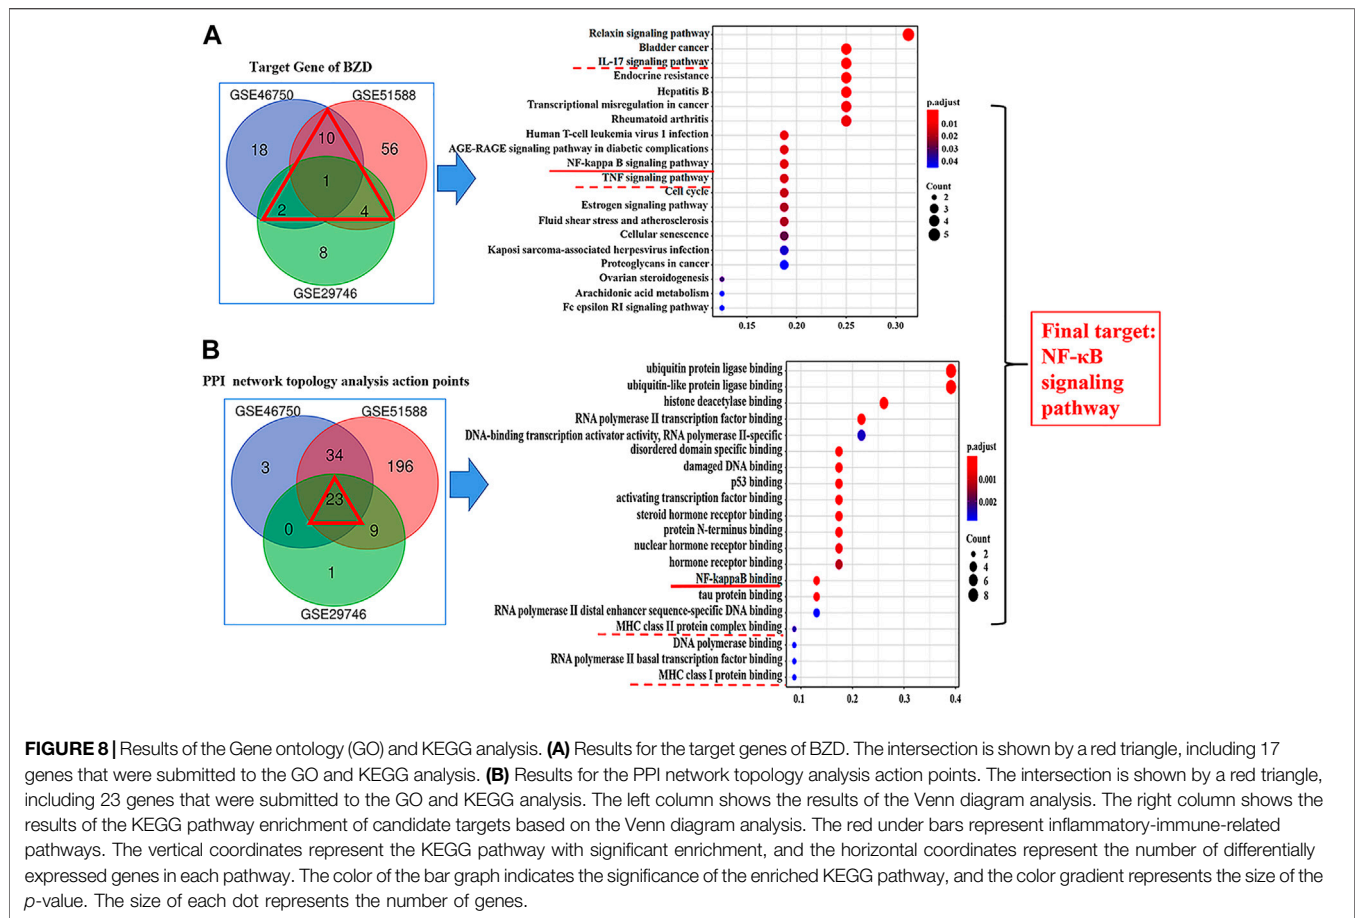 A
Target Gene of BZD
GSE46750
GSE51588
18
10
56
1
2
4
8
GSE29746
Relaxin signaling pathway
Bladder cancer
IL-17 signaling pathway
Endocrine resistance
Hepatitis B
Transcriptional misregulation in cancer
Rheumatoid arthritis
Human T-cell leukemia virus 1 infection
AGE-RAGE signaling pathway in diabetic complications
NF-kappa B signaling pathway
TNF signaling pathway
Cell cycle
Estrogen signaling pathway
Fluid shear stress and atherosclerosis
Cellular senescence
Kaposi sarcoma-associated herpesvirus infection
Proteoglycans in cancer
Ovarian steroidogenesis
Arachidonic acid metabolism
Fc epsilon RI signaling pathway
0.15 0.20 0.25 0.30
p.adjust
0.01
0.02
0.03
0.04
Count
2
3
4
5
B
PPI network topology analysis action points
GSE46750
GSE51588
3
34
196
23
0
9
1
GSE29746
ubiquitin protein ligase binding
ubiquitin-like protein ligase binding
histone deacetylase binding
RNA polymerase II transcription factor binding
DNA-binding transcription activator activity, RNA polymerase II-specific
disordered domain specific binding
damaged DNA binding
p53 binding
activating transcription factor binding
steroid hormone receptor binding
protein N-terminus binding
nuclear hormone receptor binding
hormone receptor binding
NF-kappaB binding
tau protein binding
RNA polymerase II distal enhancer sequence-specific DNA binding
MHC class II protein complex binding
DNA polymerase binding
RNA polymerase II basal transcription factor binding
MHC class I protein binding
0.1 0.2 0.3 0.4
p.adjust
0.001
0.002
Count
2
4
6
8
Final target:
NF-κB
signaling
pathway
FIGURE 8 | Results of the Gene ontology (GO) and KEGG analysis. (A) Results for the target genes of BZD. The intersection is shown by a red triangle, including 17
genes that were submitted to the GO and KEGG analysis. (B) Results for the PPI network topology analysis action points. The intersection is shown by a red triangle,
including 23 genes that were submitted to the GO and KEGG analysis. The left column shows the results of the Venn diagram analysis. The right column shows the
results of the KEGG pathway enrichment of candidate targets based on the Venn diagram analysis. The red under bars represent inflammatory-immune-related
pathways. The vertical coordinates represent the KEGG pathway with significant enrichment, and the horizontal coordinates represent the number of differentially
expressed genes in each pathway. The color of the bar graph indicates the significance of the enriched KEGG pathway, and the color gradient represents the size of the
p-value. The size of each dot represents the number of genes.